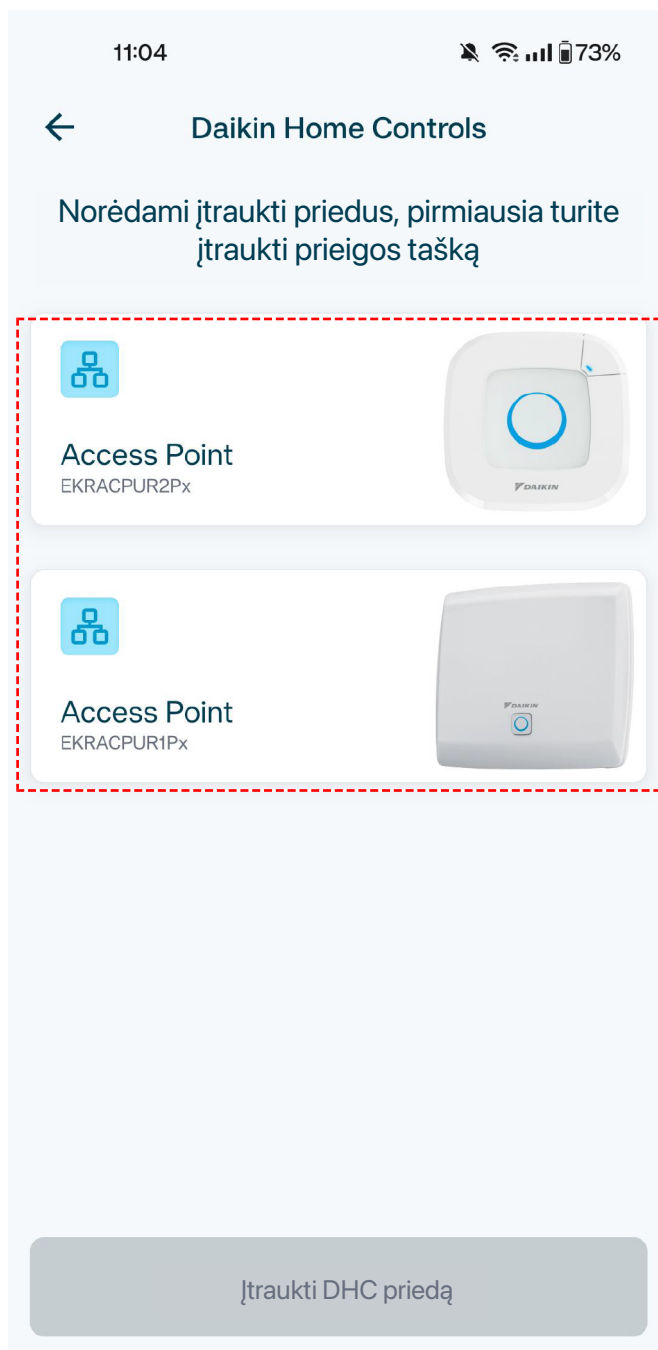 11:04
73%
Daikin Home Controls
Norėdami įtraukti priedus, pirmiausia turite
įtraukti prieigos tašką
Access Point
EKRACPUR2Px
DAIKIN
Access Point
EKRACPUR1Px
DAIKIN
Įtraukti DHC priedą